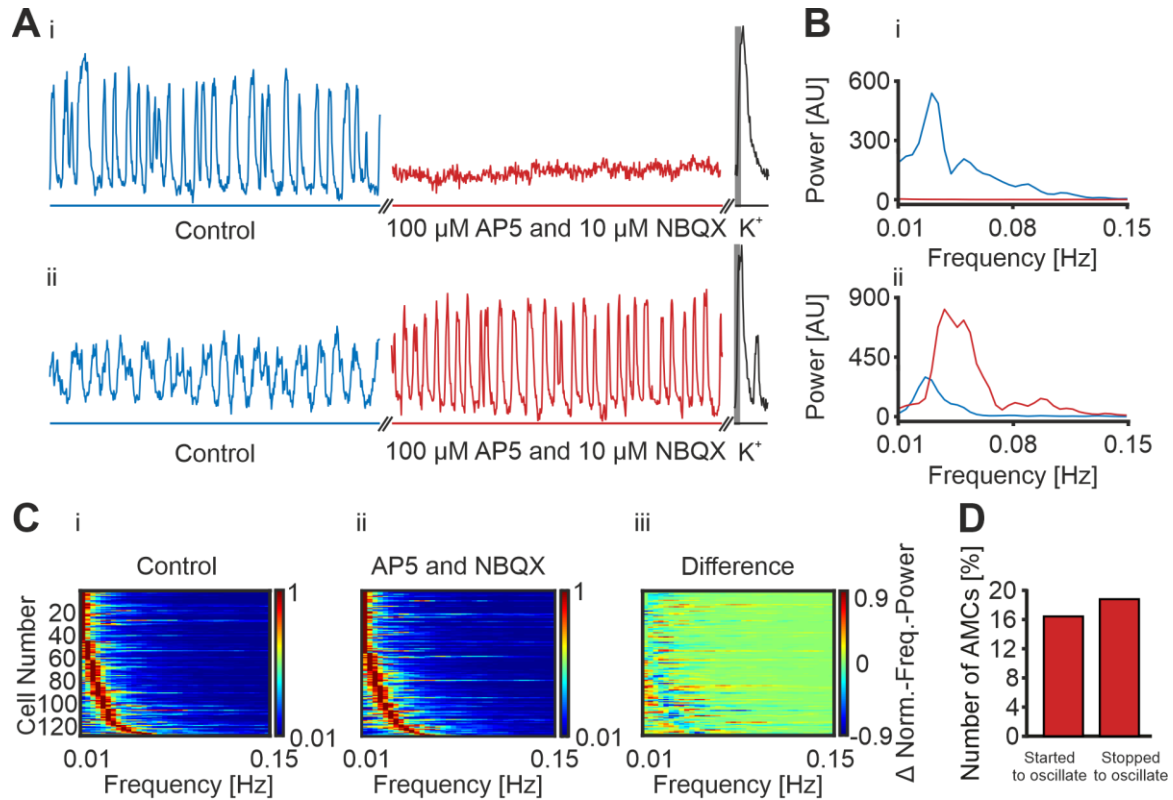 A
i
Control
100 µM AP5 and 10 µM NBQX
K⁺
ii
Control
100 µM AP5 and 10 µM NBQX
K⁺
B
i
Power [AU]
600
300
0
0.01
0.08
0.15
Frequency [Hz]
ii
Power [AU]
900
450
0
0.01
0.08
0.15
Frequency [Hz]
C
i
Control
Cell Number
20
40
60
80
100
120
0.01
0.15
Frequency [Hz]
1
0.01
ii
AP5 and NBQX
0.01
0.15
Frequency [Hz]
1
0.01
iii
Difference
0.01
0.15
Frequency [Hz]
0.9
0
-0.9
Δ Norm.-Freq.-Power
D
Number of AMCs [%]
20
16
12
8
4
0
Started
to oscillate
Stopped
to oscillate